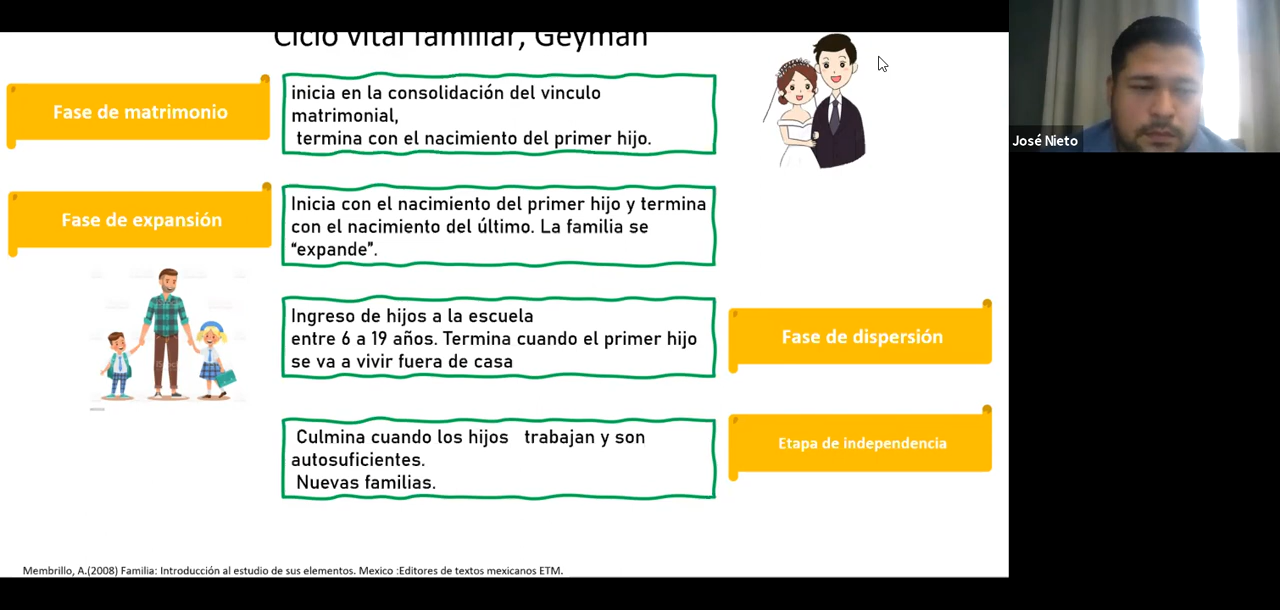 Ciclo vital familiar, Geyman
Fase de matrimonio
inicia en la consolidación del vinculo
matrimonial,
termina con el nacimiento del primer hijo.
Fase de expansión
Inicia con el nacimiento del primer hijo y termina
con el nacimiento del último. La familia se
“expande”.
Ingreso de hijos a la escuela
entre 6 a 19 años. Termina cuando el primer hijo
se va a vivir fuera de casa
Fase de dispersión
Culmina cuando los hijos trabajan y son
autosuficientes.
Nuevas familias.
Etapa de independencia
Membrillo, A.(2008) Familia: Introducción al estudio de sus elementos. Mexico :Editores de textos mexicanos ETM.
José Nieto